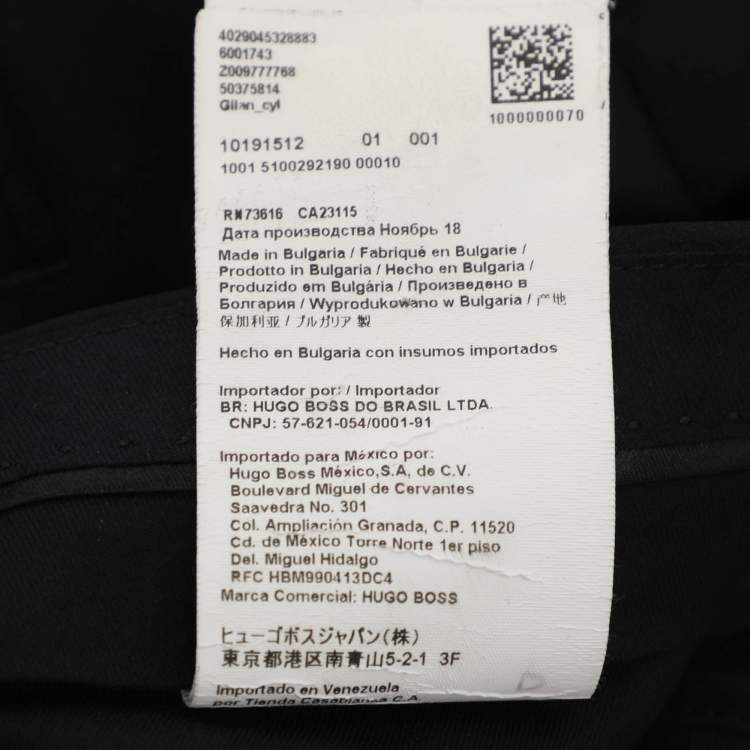 4029045328883
6001743
Z009777768
50375814
Gilan_cyl
1000000070
10191512 01 001
1001 5100292190 00010
RN73616 CA23115
Дата производства Ноябрь 18
Made in Bulgaria / Fabriqué en Bulgarie /
Prodotto in Bulgaria / Hecho en Bulgaria /
Produzido em Bulgária / Произведено в
Болгария / Wyprodukowano w Bulgaria / 产地
保加利亚 / ブルガリア 製
Hecho en Bulgaria con insumos importados
Importador por: / Importador
BR: HUGO BOSS DO BRASIL LTDA.
CNPJ: 57-621-054/0001-91
Importado para México por:
Hugo Boss México,S.A, de C.V.
Boulevard Miguel de Cervantes
Saavedra No. 301
Col. Ampliación Granada, C.P. 11520
Cd. de México Torre Norte 1er piso
Del. Miguel Hidalgo
RFC HBM990413DC4
Marca Comercial: HUGO BOSS
ヒューゴボスジャパン(株)
東京都港区南青山5-2-1 3F
Importado en Venezuela
por Tienda Casablanca C.A.